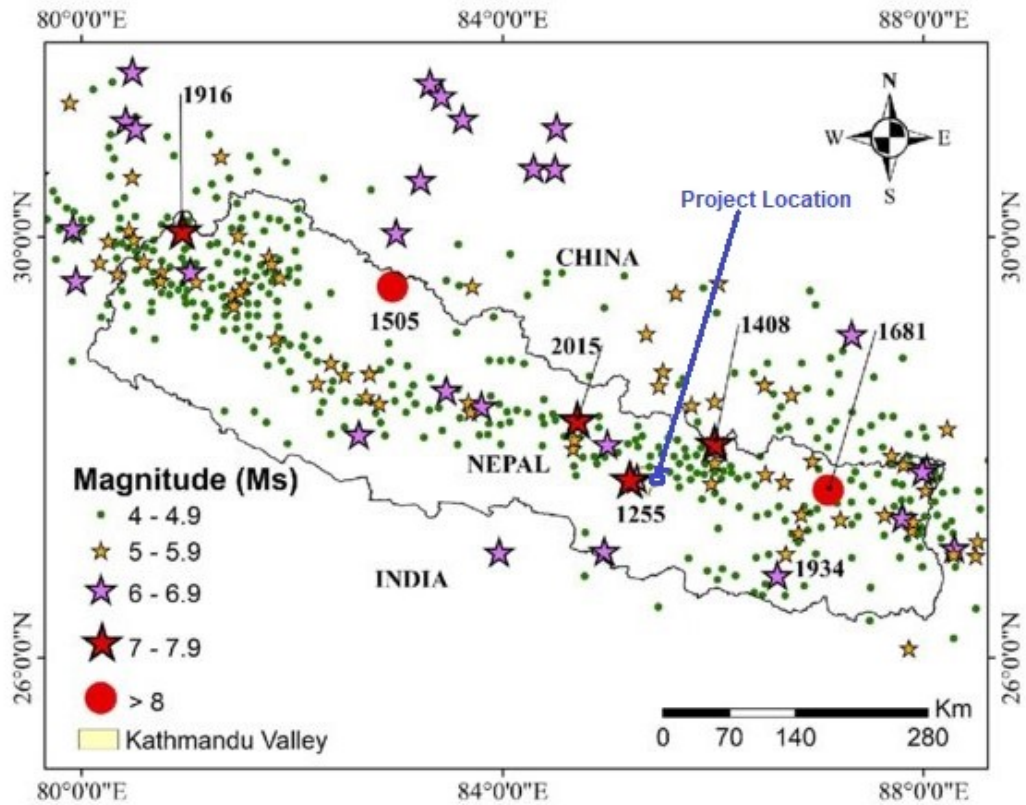 80°0'0"E 84°0'0"E 88°0'0"E
1916
N
W E
S
Project Location
30°0'0"N 30°0'0"N
CHINA
1505
2015
1408
1681
NEPAL
Magnitude (Ms)
4 - 4.9
5 - 5.9
6 - 6.9
7 - 7.9
> 8
Kathmandu Valley
1255
INDIA
1934
26°0'0"N 26°0'0"N
Km
0 70 140 280
80°0'0"E 84°0'0"E 88°0'0"E